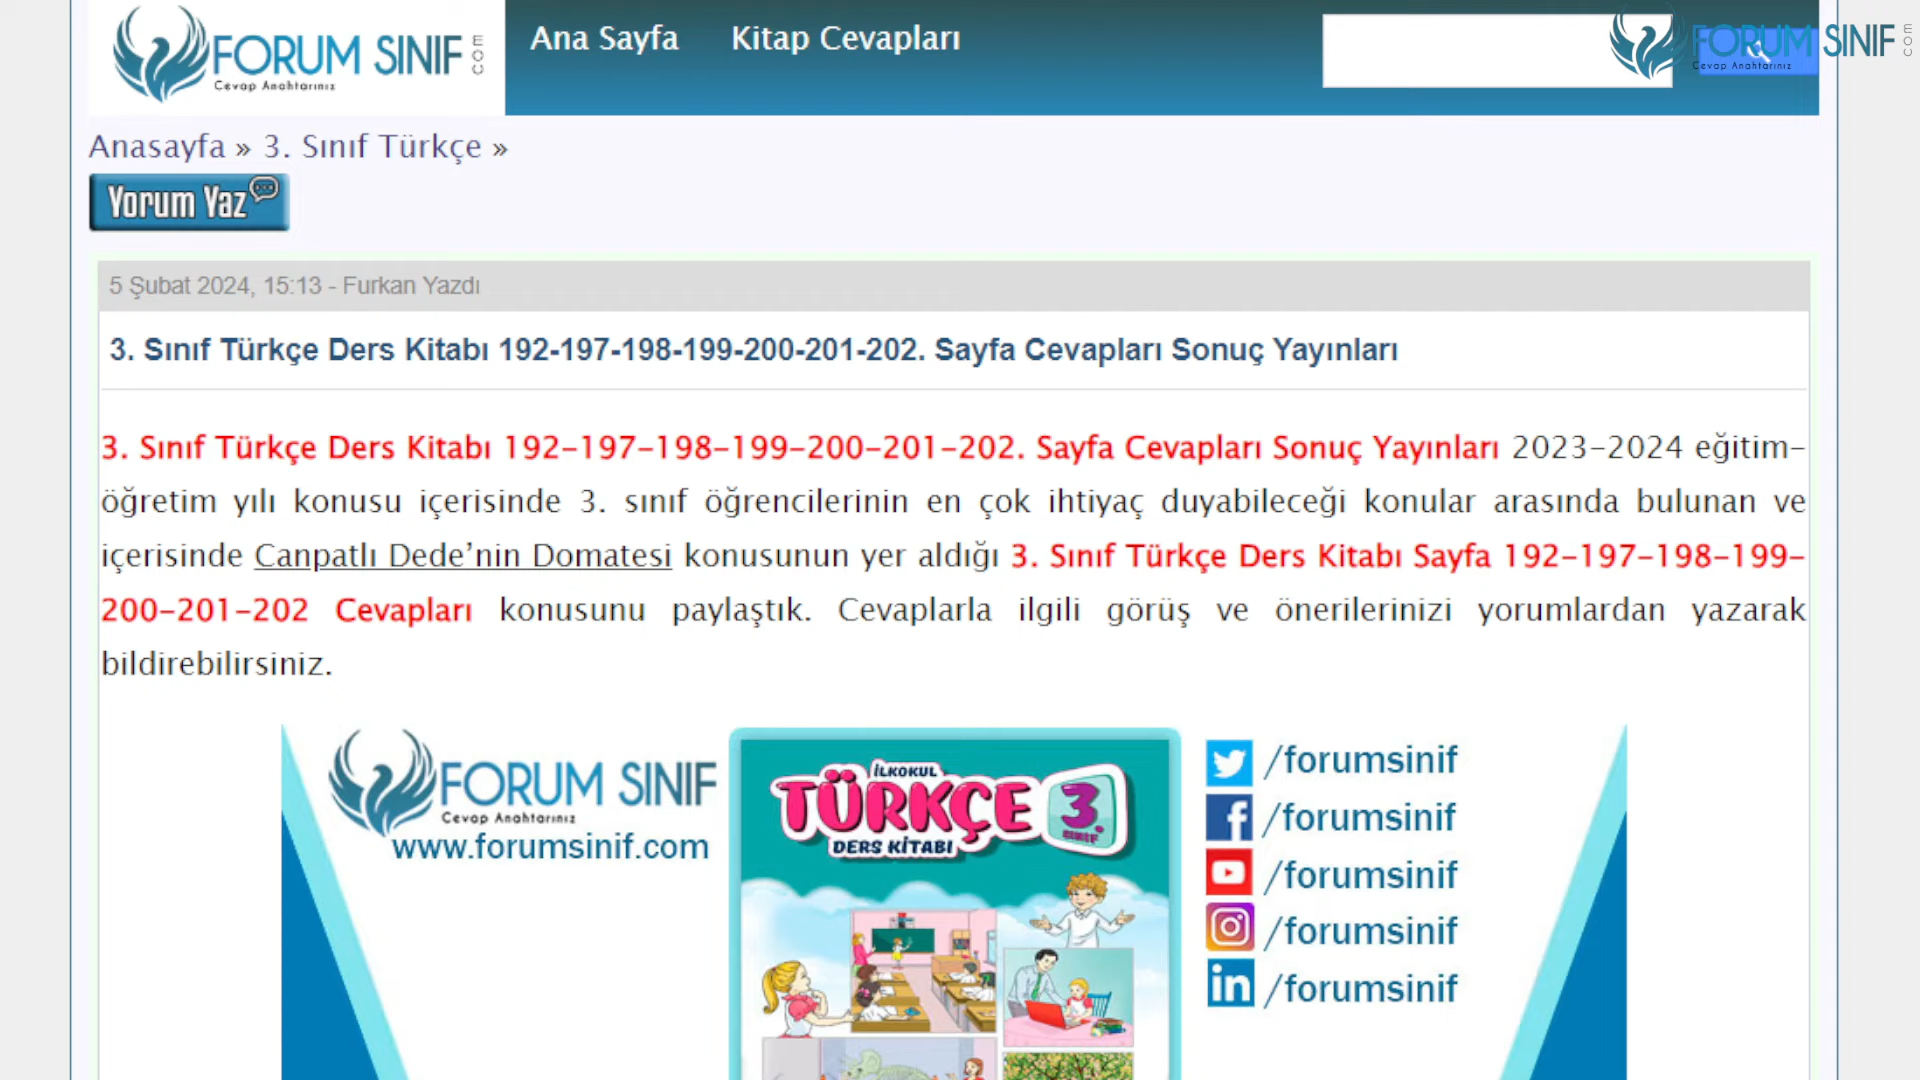 FORUM SINIF com
Cevap Anahtarınız
Ana Sayfa
Kitap Cevapları
FORUM SINIF com
Cevap Anahtarınız
Anasayfa » 3. Sınıf Türkçe »
Yorum Yaz
5 Şubat 2024, 15:13 - Furkan Yazdı
3. Sınıf Türkçe Ders Kitabı 192-197-198-199-200-201-202. Sayfa Cevapları Sonuç Yayınları
3. Sınıf Türkçe Ders Kitabı 192-197-198-199-200-201-202. Sayfa Cevapları Sonuç Yayınları 2023-2024 eğitim-
öğretim yılı konusu içerisinde 3. sınıf öğrencilerinin en çok ihtiyaç duyabileceği konular arasında bulunan ve
içerisinde Canpatlı Dede’nin Domatesi konusunun yer aldığı 3. Sınıf Türkçe Ders Kitabı Sayfa 192-197-198-199-
200-201-202 Cevapları konusunu paylaştık. Cevaplarla ilgili görüş ve önerilerinizi yorumlardan yazarak
bildirebilirsiniz.
FORUM SINIF
Cevap Anahtarınız
www.forumsinif.com
İLKOKUL
TÜRKÇE 3.
SINIF
DERS KİTABI
/forumsinif
/forumsinif
/forumsinif
/forumsinif
in /forumsinif